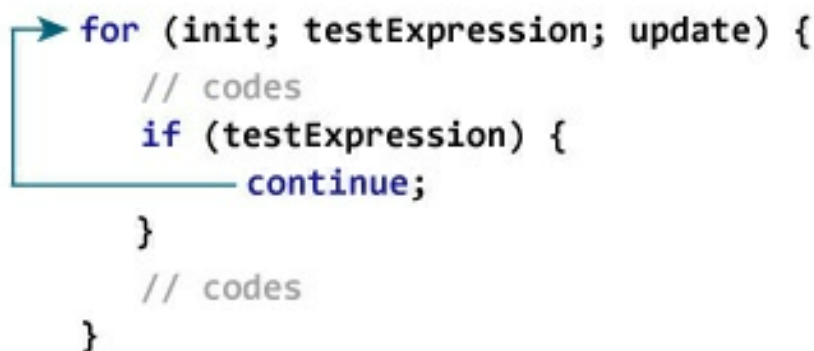 for (init; testExpression; update) {
// codes
if (testExpression) {
continue;
}
// codes
}